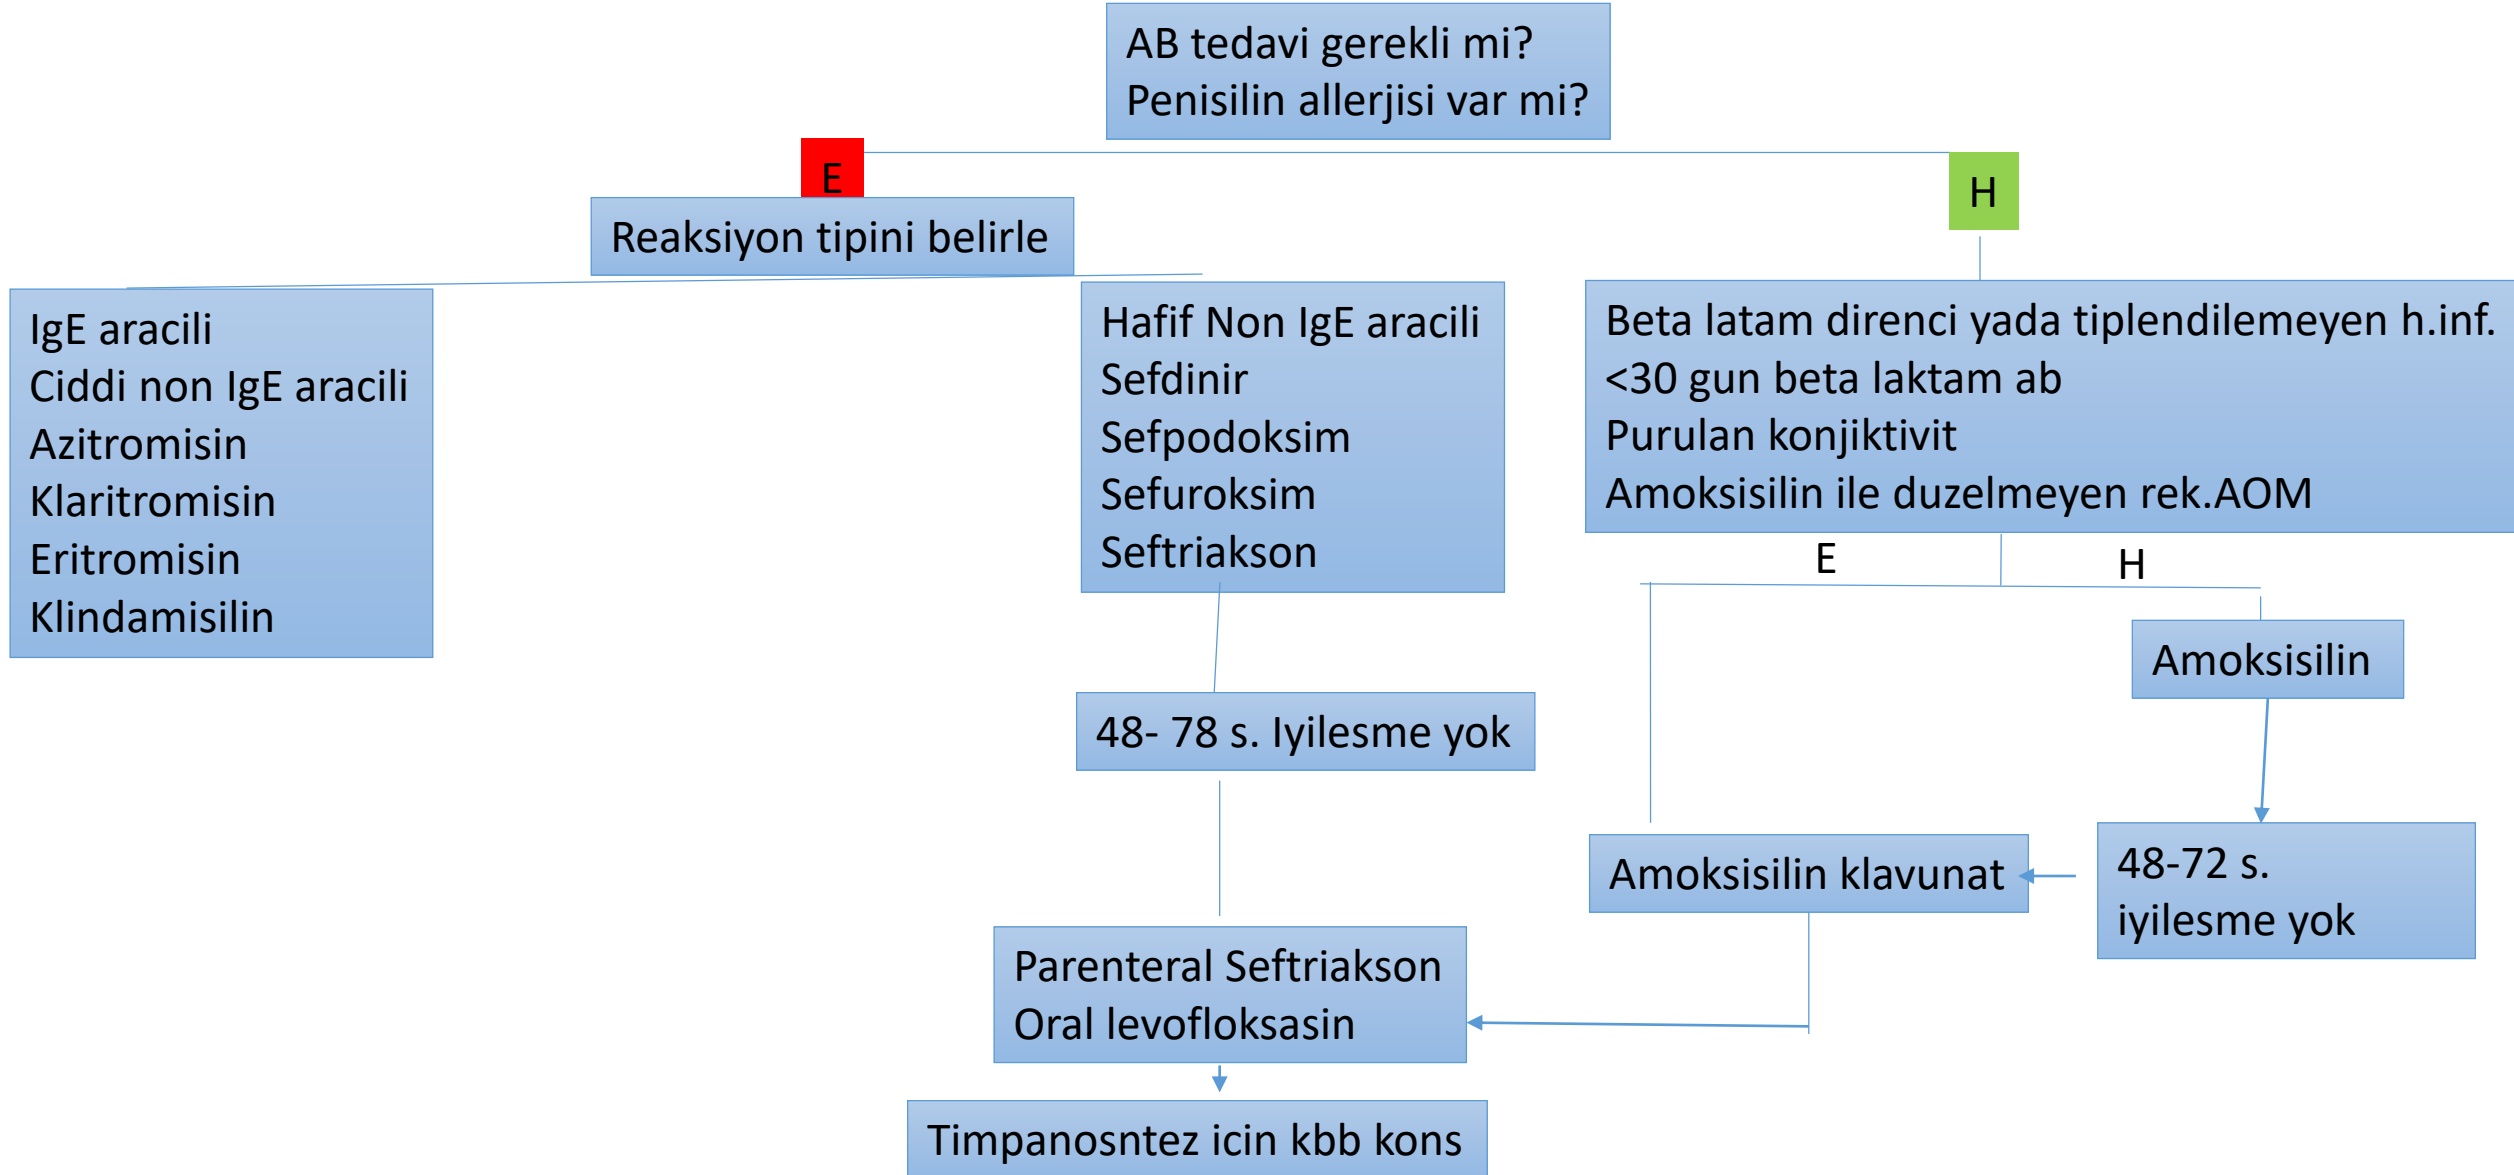 AB tedavi gerekli mi?
Penisilin allerjisi var mi?
E
H
Reaksiyon tipini belirle
IgE aracili
Ciddi non IgE aracili
Azitromisin
Klaritromisin
Eritromisin
Klindamisilin
Hafif Non IgE aracili
Sefdinir
Sefpodoksim
Sefuroksim
Seftriakson
Beta latam direnci yada tiplendilemeyen h.inf.
<30 gun beta laktam ab
Purulan konjiktivit
Amoksisilin ile duzelmeyen rek.AOM
E
H
Amoksisilin
48- 78 s. Iyilesme yok
Amoksisilin klavunat
48-72 s.
iyilesme yok
Parenteral Seftriakson
Oral levofloksasin
Timpanosntez icin kbb kons